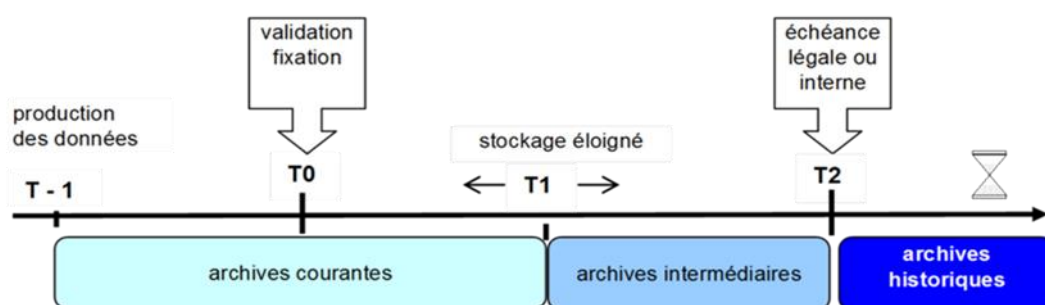 validation
fixation
échéance
légale ou
interne
production
des données
stockage éloigné
T - 1
T0
T1
T2
archives courantes
archives intermédiaires
archives
historiques